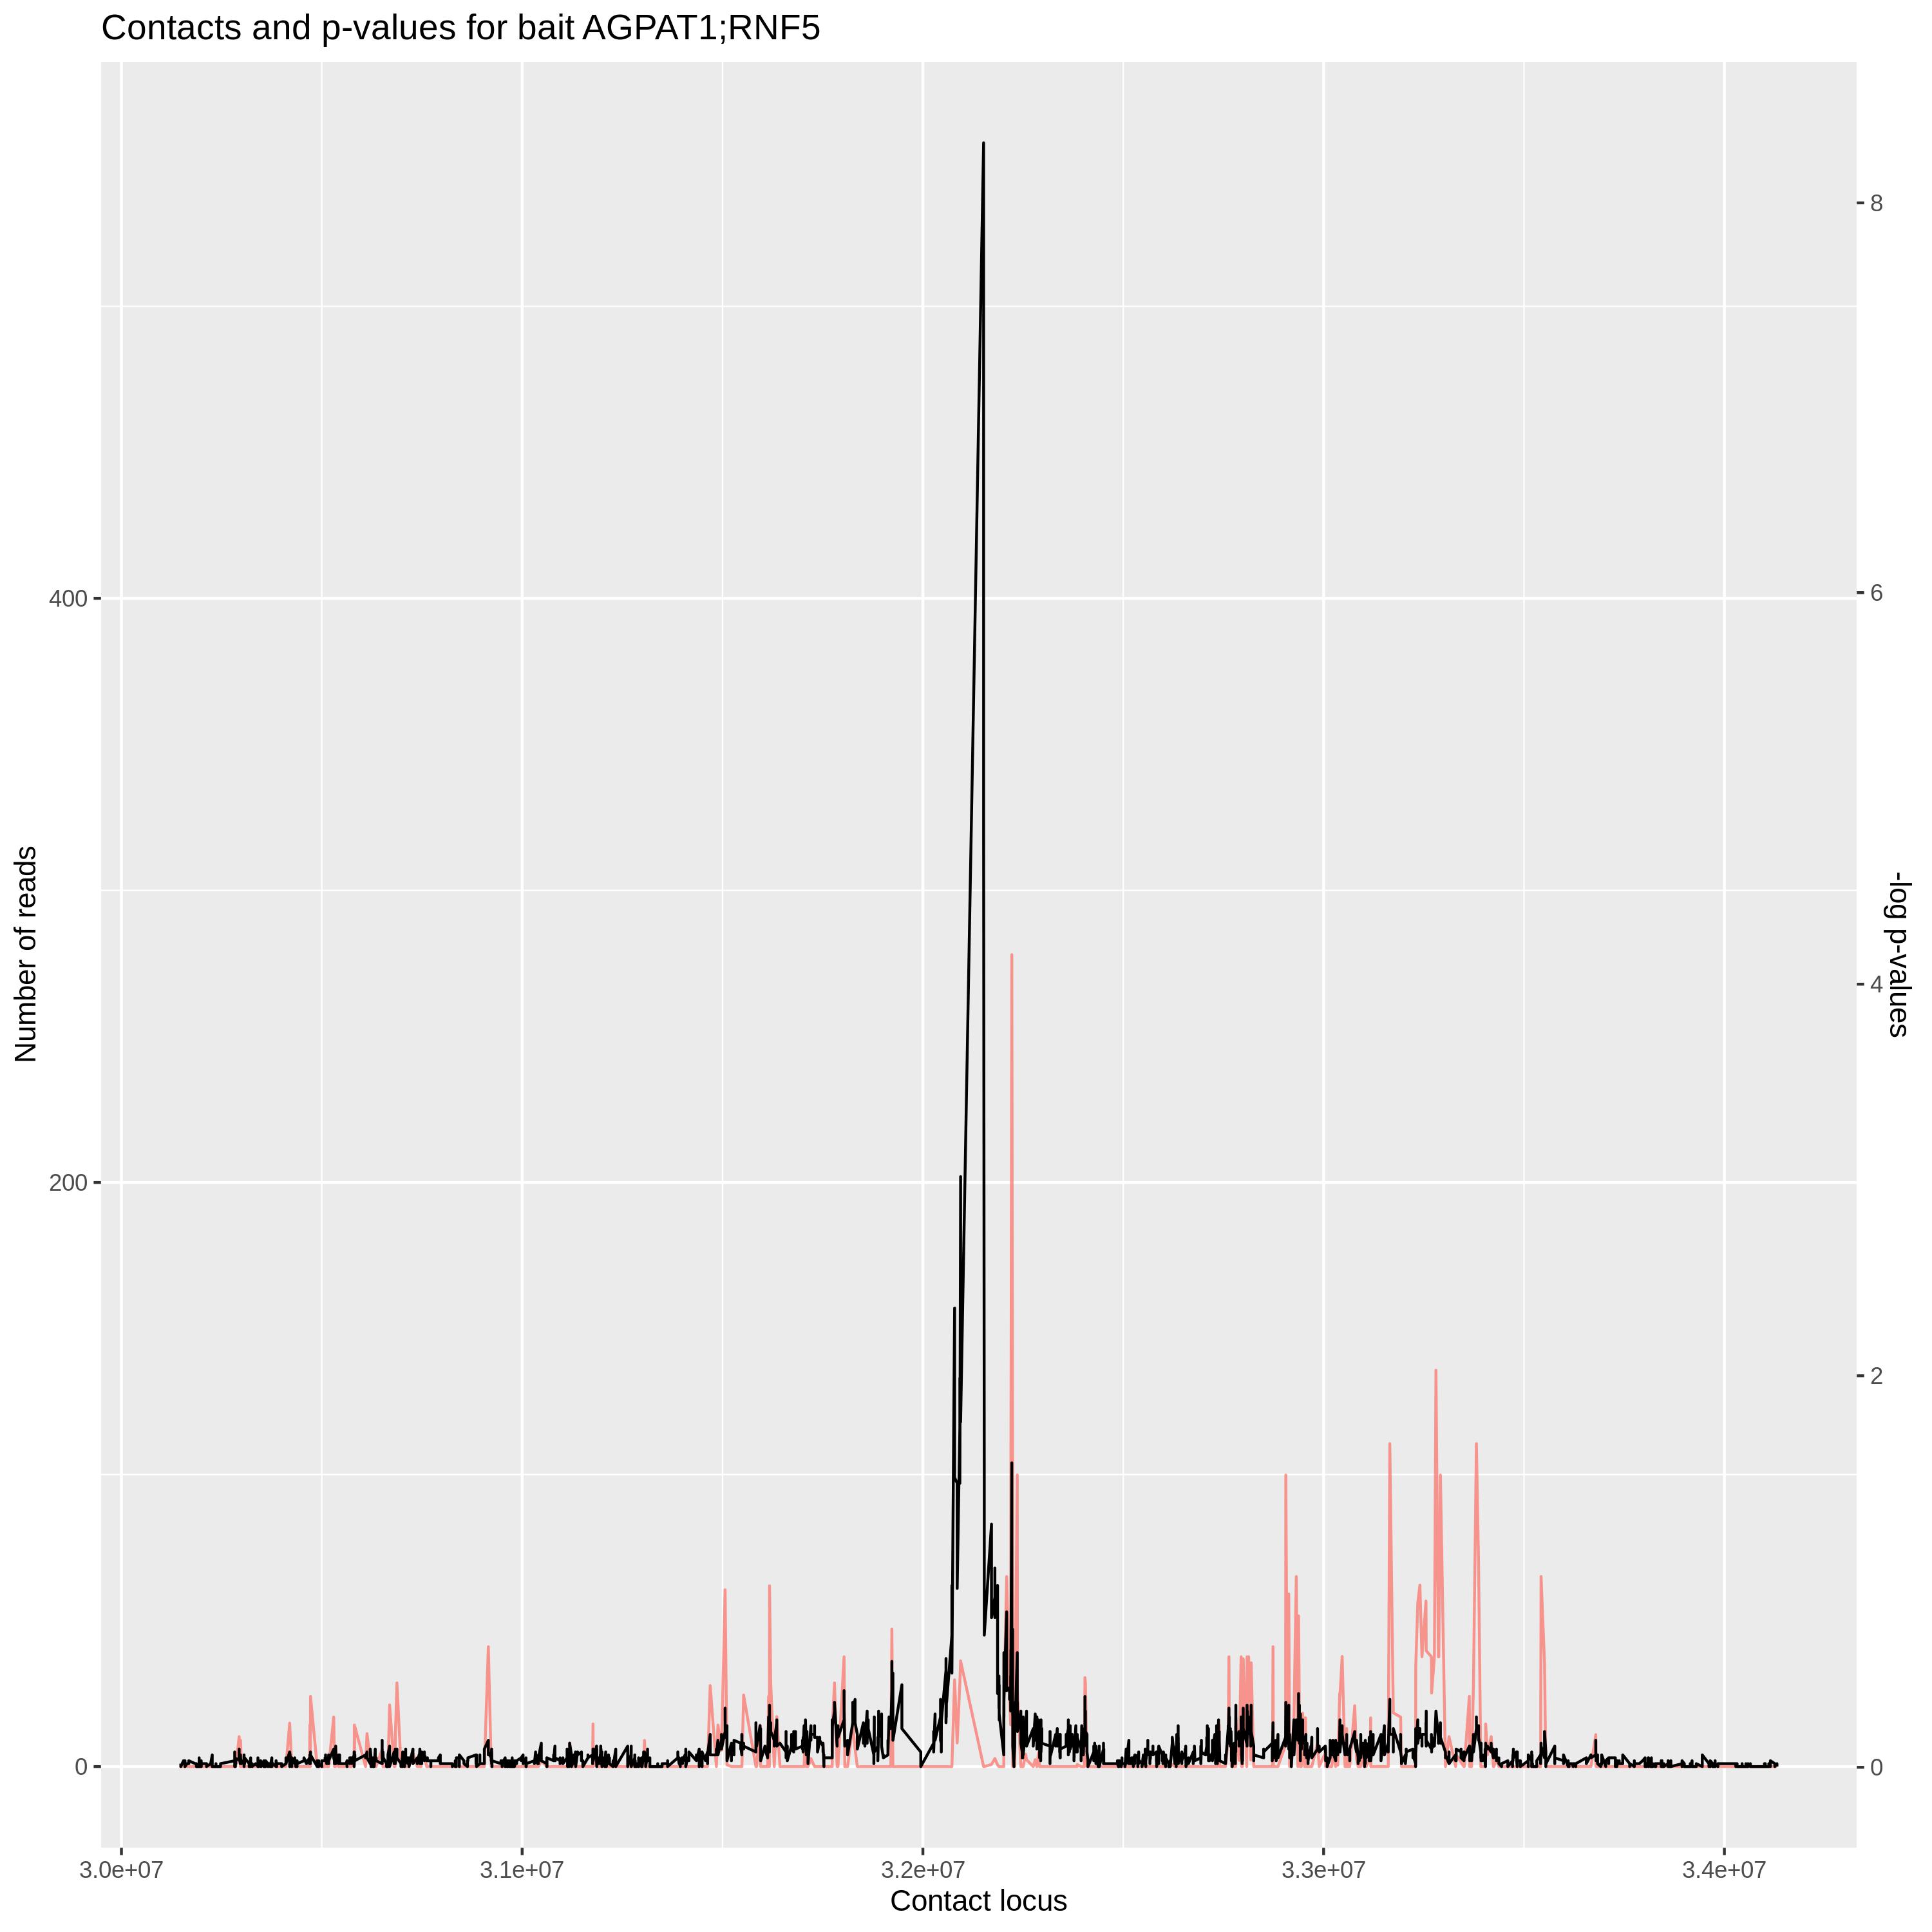 Contacts and p-values for bait AGPAT1;RNF5
Number of reads
400
200
0
8
6
4
2
0
-log p-values
3.0e+07
3.1e+07
3.2e+07
3.3e+07
3.4e+07
Contact locus